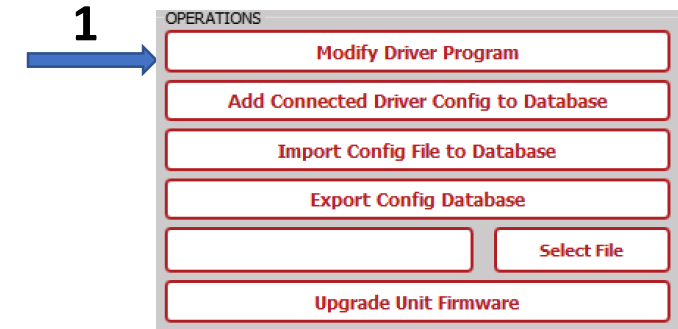 1
OPERATIONS
Modify Driver Program
Add Connected Driver Config to Database
Import Config File to Database
Export Config Database
Select File
Upgrade Unit Firmware